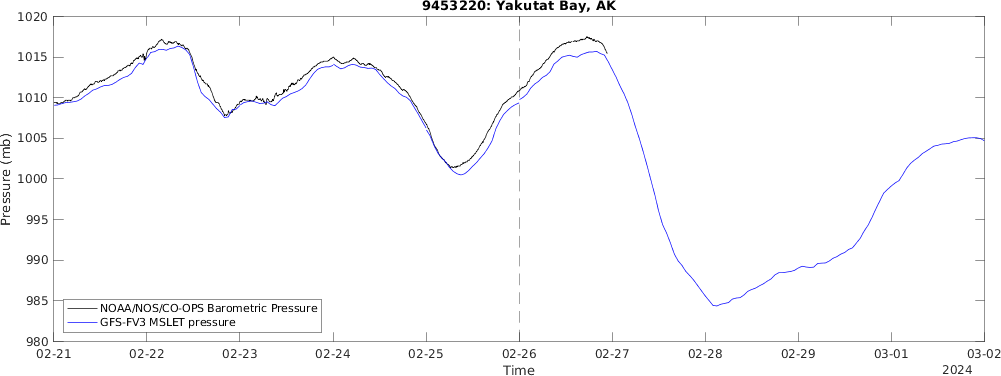 9453220: Yakutat Bay, AK
Pressure (mb)
1020
1015
1010
1005
1000
995
990
985
980
NOAA/NOS/CO-OPS Barometric Pressure
GFS-FV3 MSLET pressure
02-21 02-22 02-23 02-24 02-25 02-26 02-27 02-28 02-29 03-01 03-02
Time
2024